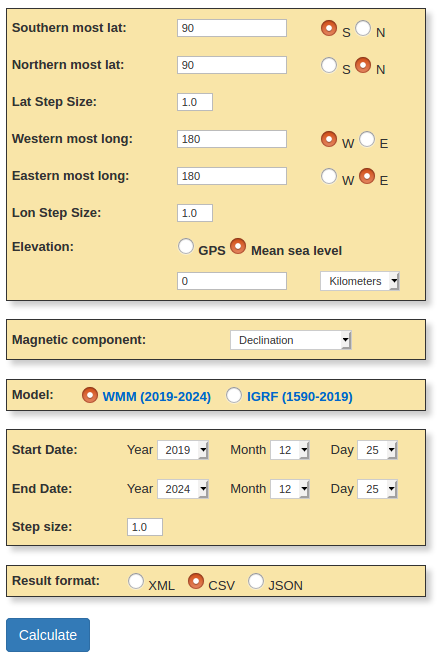 Southern most lat: 90 S N
Northern most lat: 90 S N
Lat Step Size: 1.0
Western most long: 180 W E
Eastern most long: 180 W E
Lon Step Size: 1.0
Elevation: GPS Mean sea level
0 Kilometers
Magnetic component: Declination
Model: WMM (2019-2024) IGRF (1590-2019)
Start Date: Year 2019 Month 12 Day 25
End Date: Year 2024 Month 12 Day 25
Step size: 1.0
Result format: XML CSV JSON
Calculate